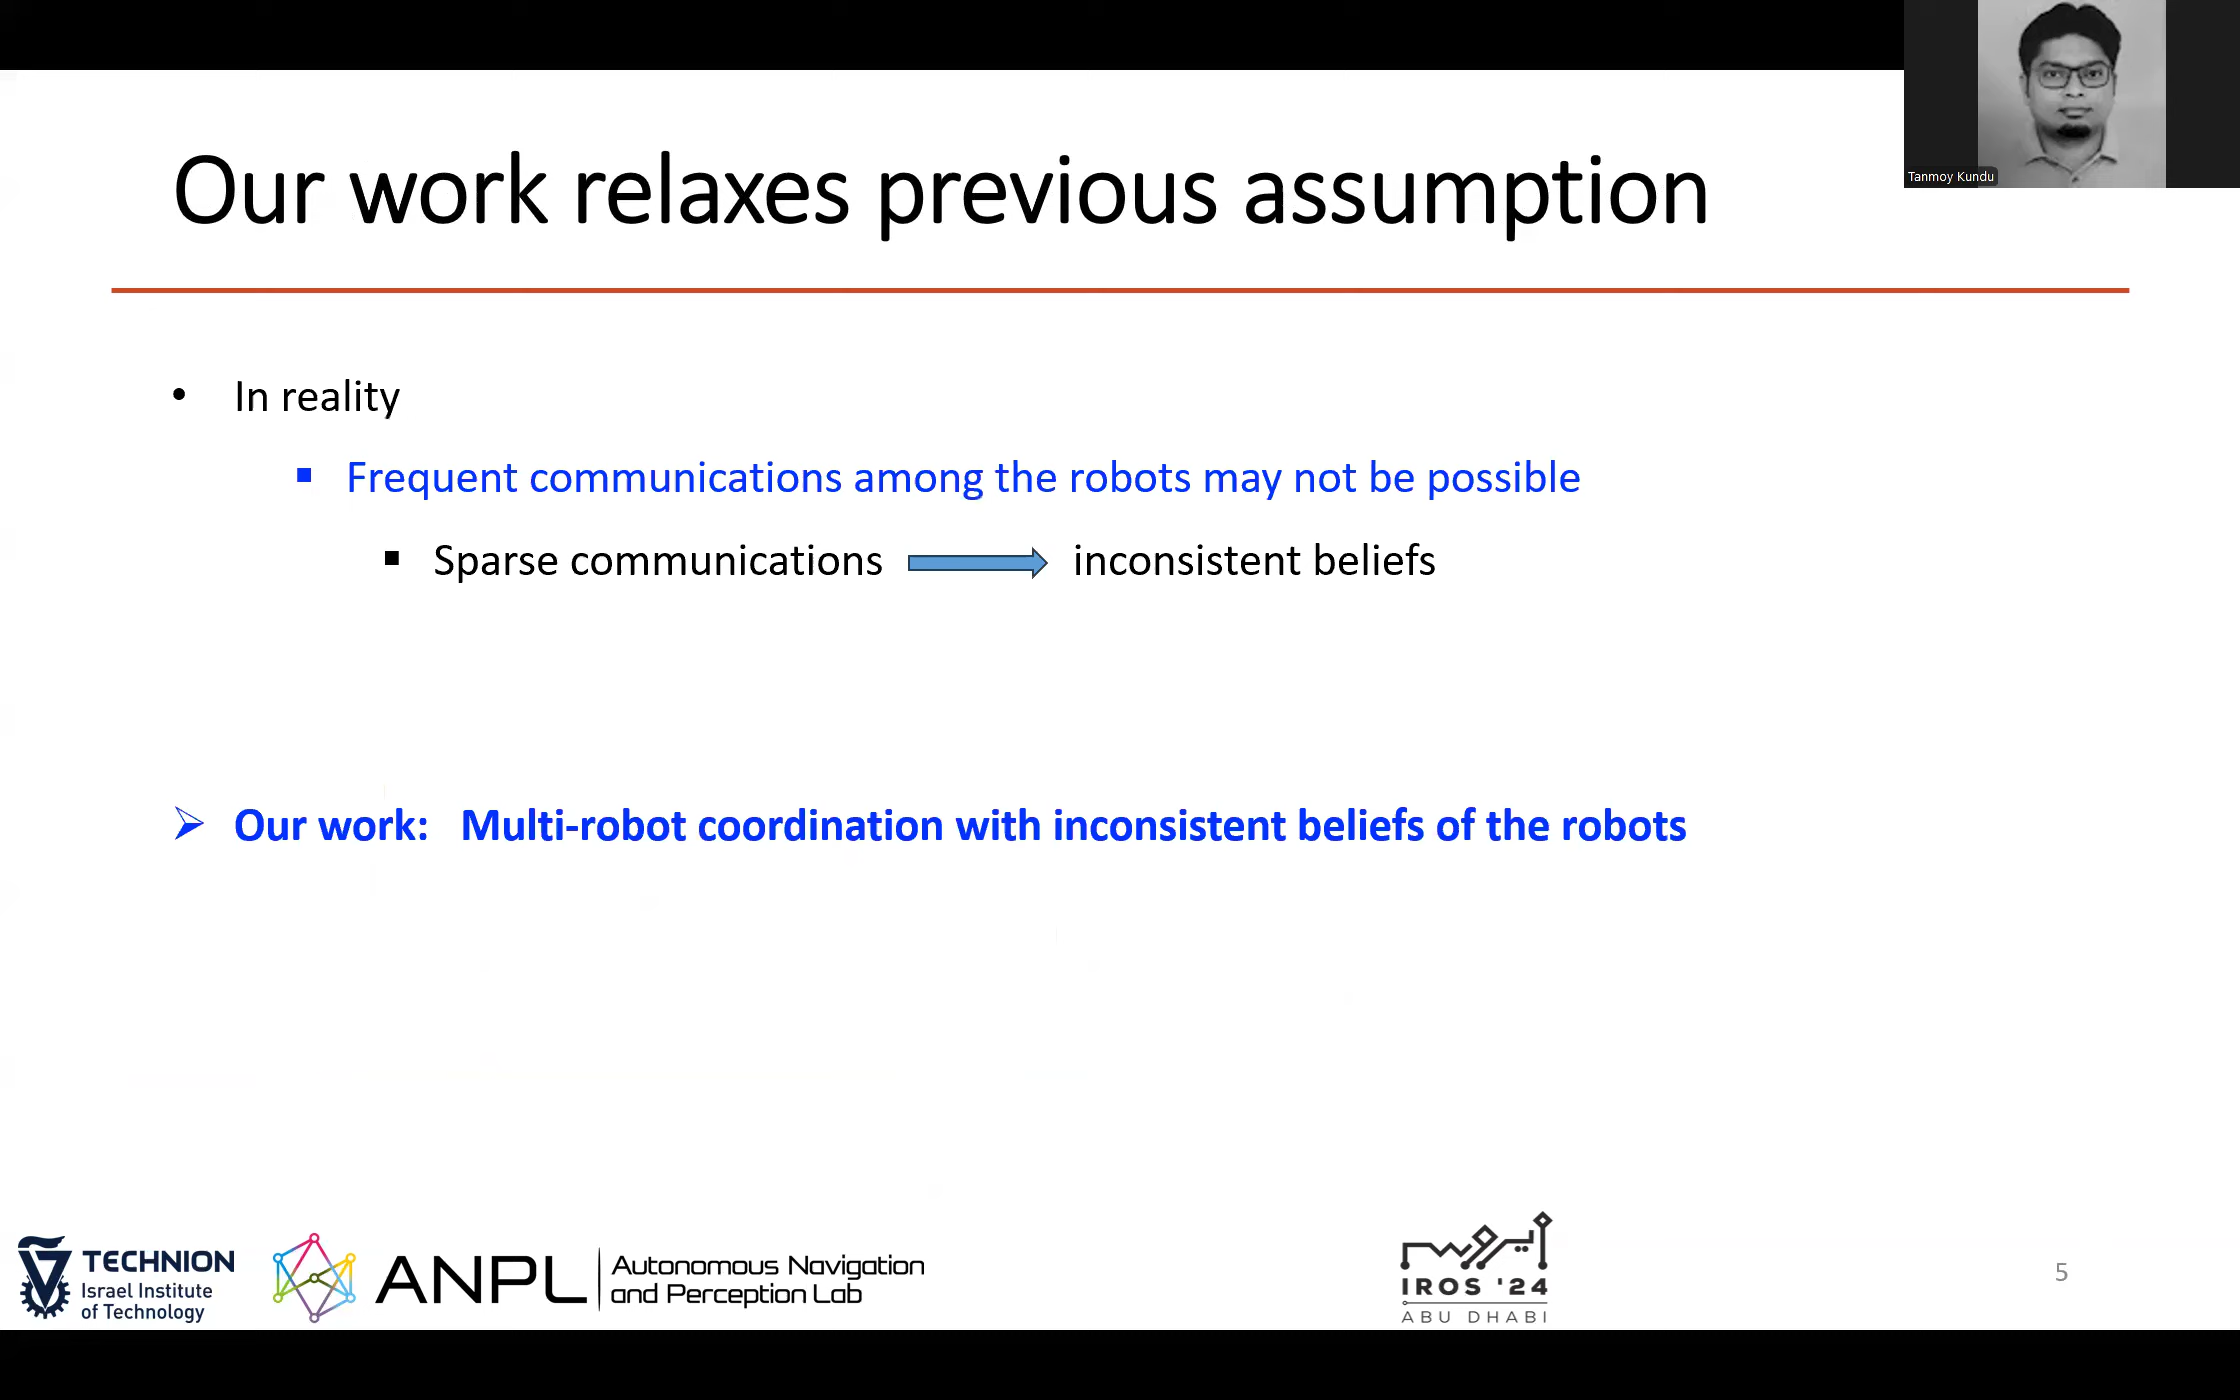 Tanmoy Kundu
Our work relaxes previous assumption
• In reality
▪ Frequent communications among the robots may not be possible
▪ Sparse communications inconsistent beliefs
➢ Our work: Multi-robot coordination with inconsistent beliefs of the robots
TECHNION
Israel Institute
of Technology
ANPL
Autonomous Navigation
and Perception Lab
آيروس
IROS '24
ABU DHABI
5